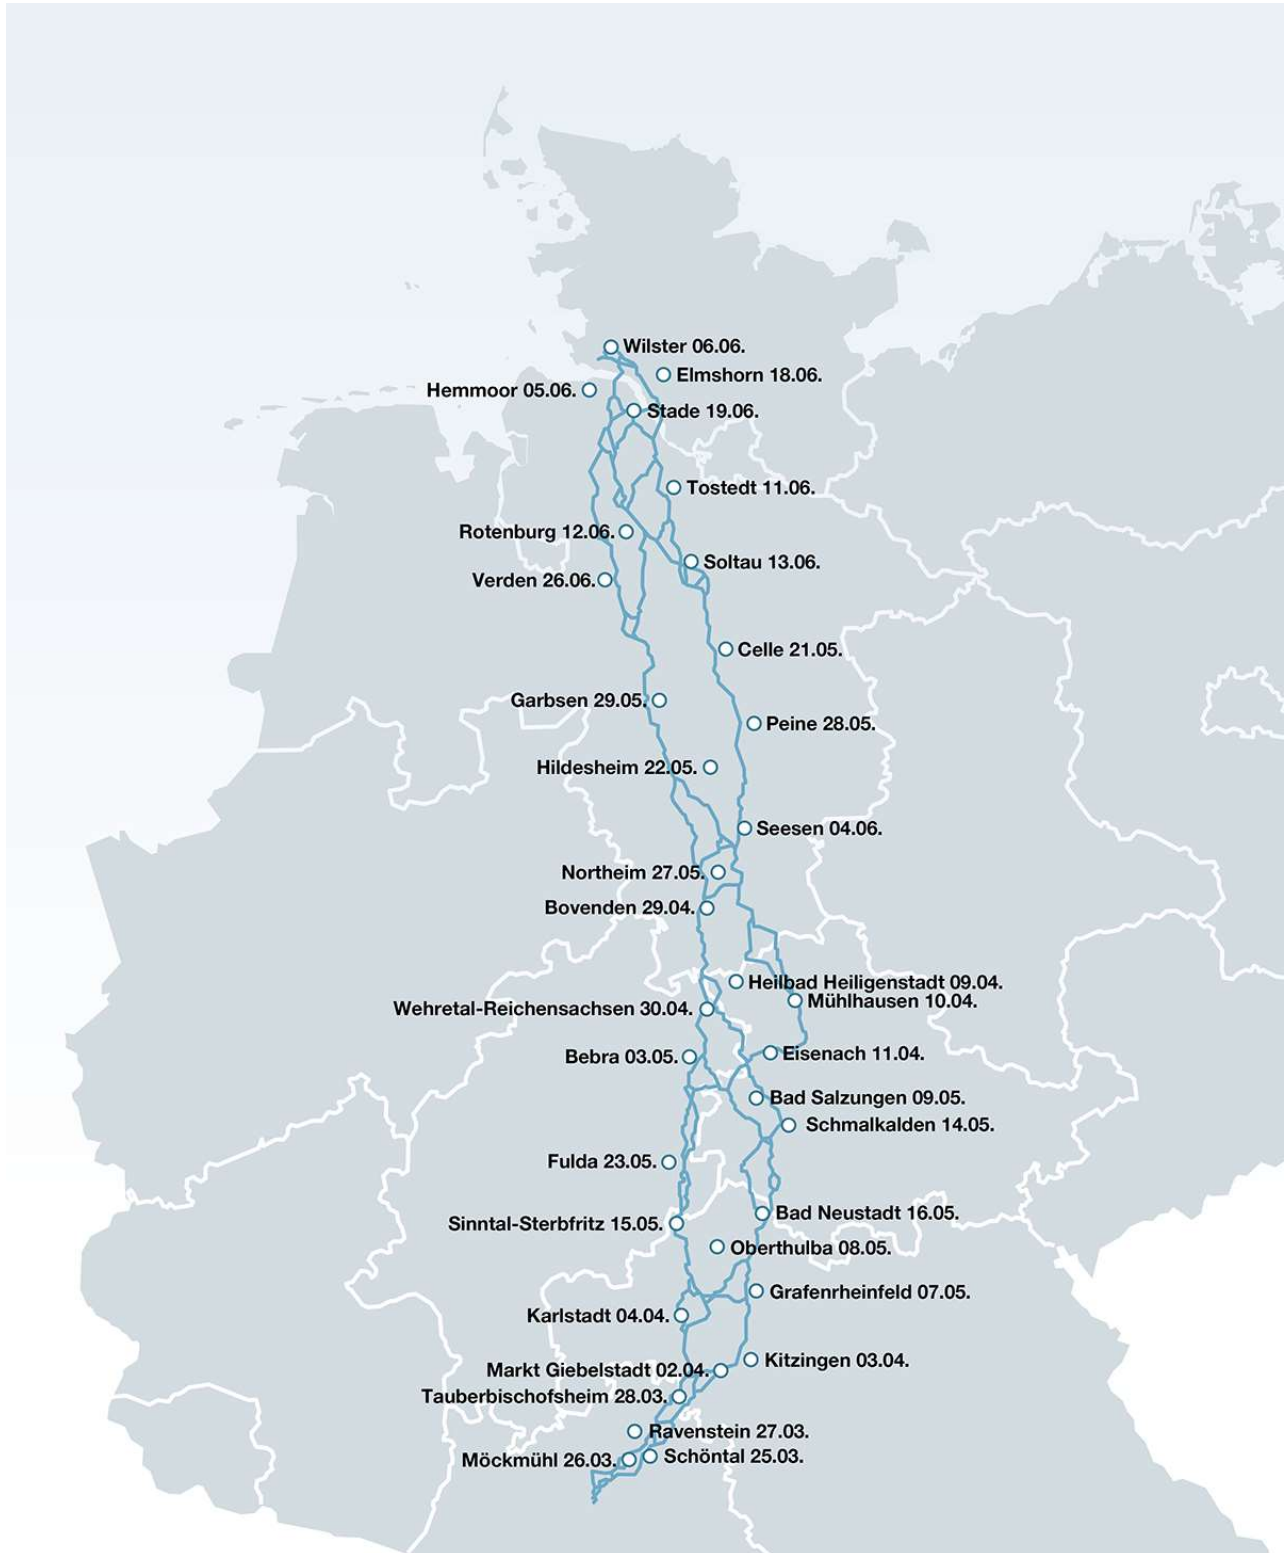 Wilster 06.06.
Elmshorn 18.06.
Hemmoor 05.06.
Stade 19.06.
Tostedt 11.06.
Rotenburg 12.06.
Soltau 13.06.
Verden 26.06.
Celle 21.05.
Garbsen 29.05.
Peine 28.05.
Hildesheim 22.05.
Seesen 04.06.
Northeim 27.05.
Bovenden 29.04.
Heilbad Heiligenstadt 09.04.
Mühlhausen 10.04.
Wehretal-Reichensachsen 30.04.
Eisenach 11.04.
Bebra 03.05.
Bad Salzungen 09.05.
Schmalkalden 14.05.
Fulda 23.05.
Bad Neustadt 16.05.
Sinntal-Sterbfritz 15.05.
Oberthulba 08.05.
Grafenrheinfeld 07.05.
Karlstadt 04.04.
Kitzingen 03.04.
Markt Giebelstadt 02.04.
Tauberbischofsheim 28.03.
Ravenstein 27.03.
Schöntal 25.03.
Möckmühl 26.03.